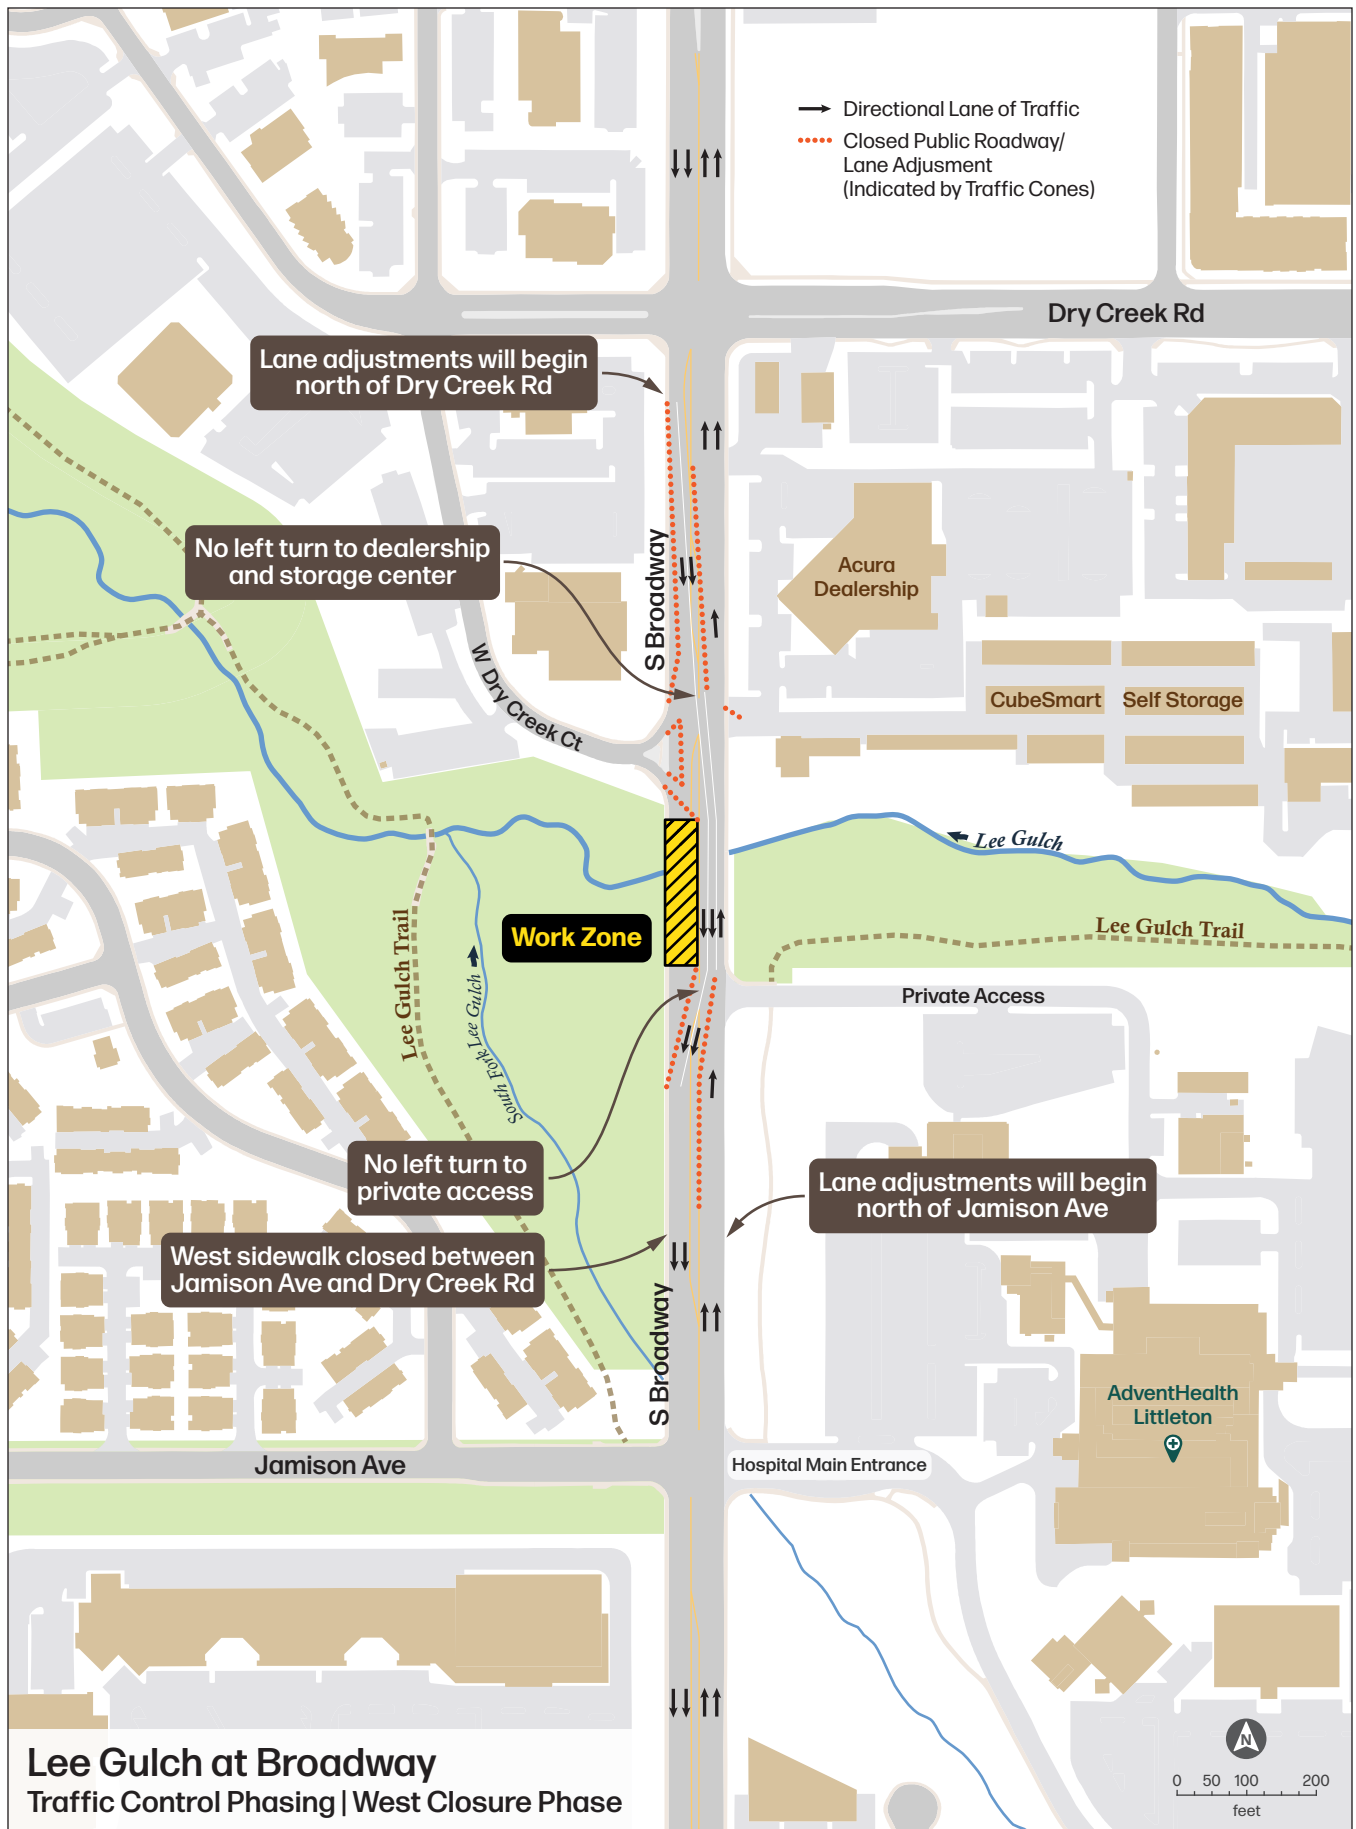 Directional Lane of Traffic
Closed Public Roadway/
Lane Adjusment
(Indicated by Traffic Cones)
Dry Creek Rd
Lane adjustments will begin
north of Dry Creek Rd
No left turn to dealership
and storage center
S Broadway
Acura
Dealership
W Dry Creek Ct
CubeSmart
Self Storage
Lee Gulch
Work Zone
Lee Gulch Trail
Lee Gulch Trail
South Fork Lee Gulch
Private Access
No left turn to
private access
Lane adjustments will begin
north of Jamison Ave
West sidewalk closed between
Jamison Ave and Dry Creek Rd
S Broadway
AdventHealth
Littleton
Jamison Ave
Hospital Main Entrance
Lee Gulch at Broadway
Traffic Control Phasing | West Closure Phase
N
0 50 100 200
feet